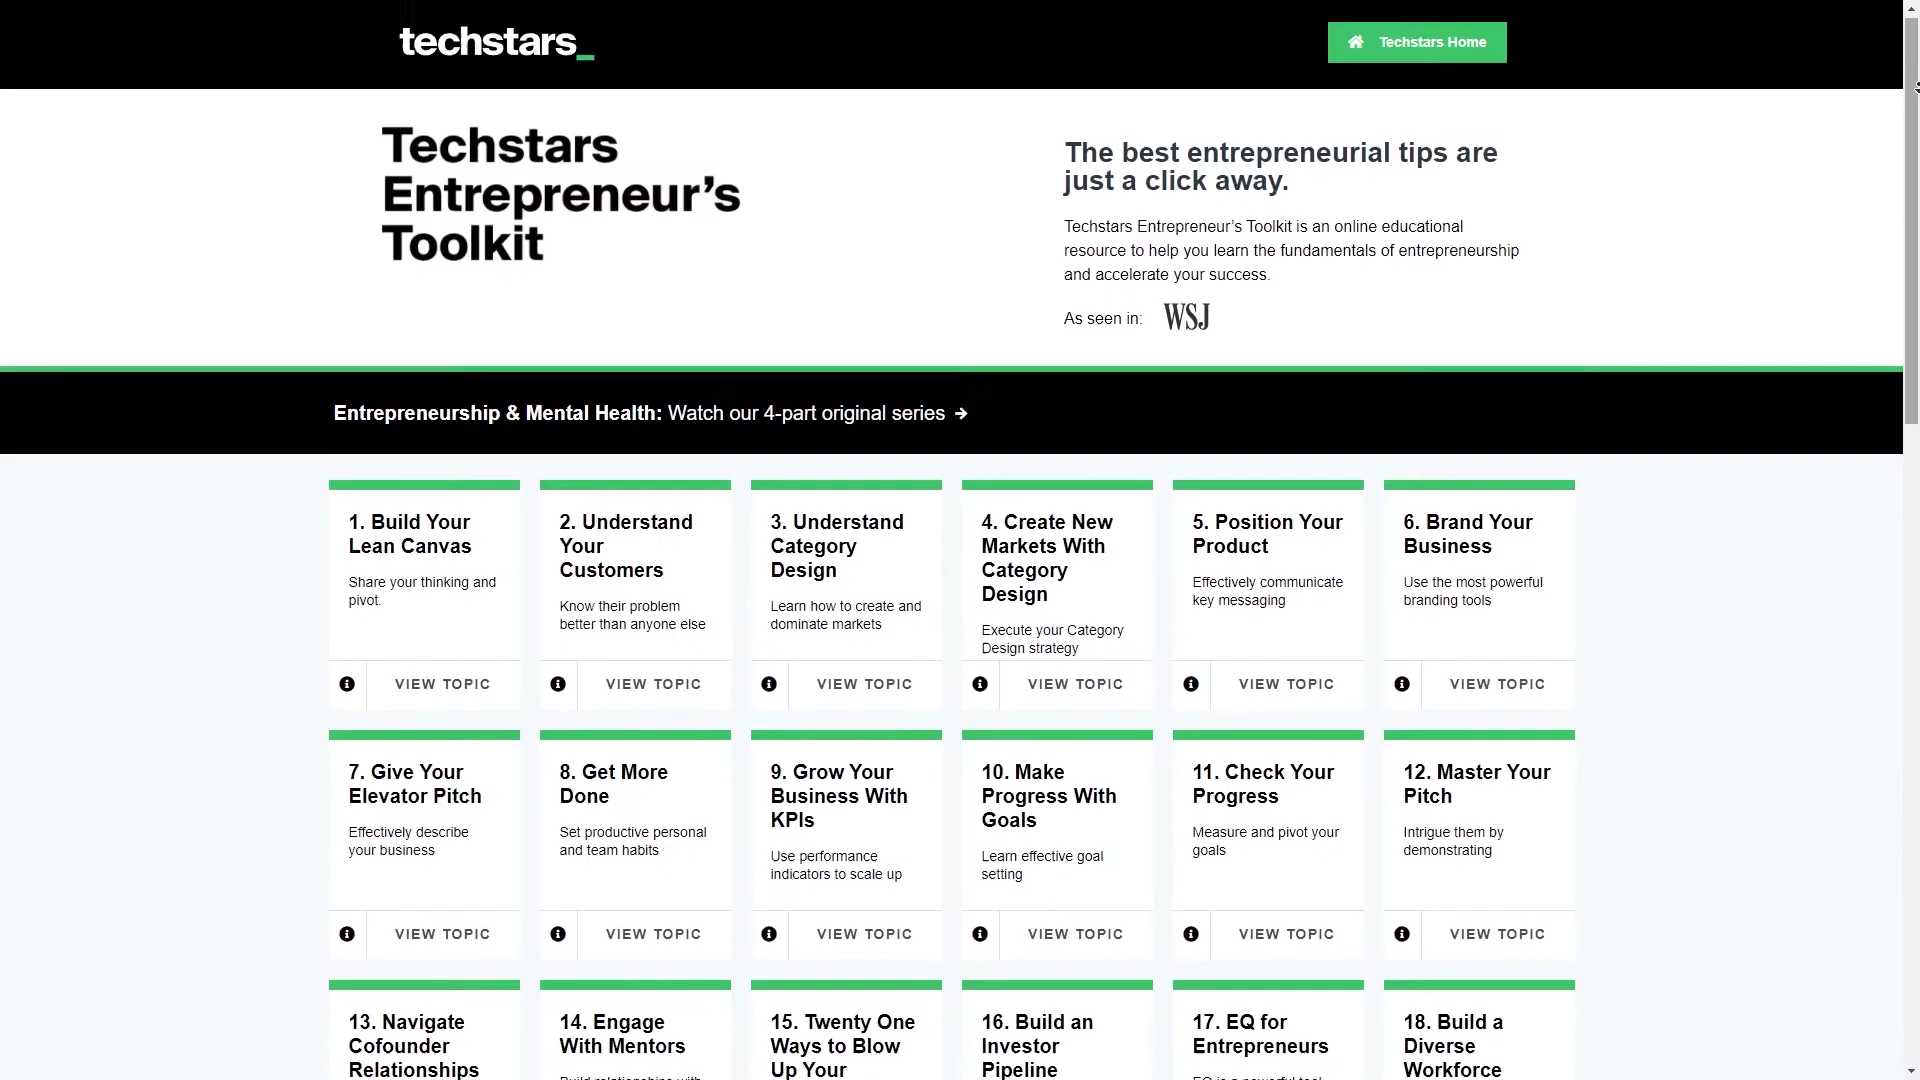 techstars_
Techstars Home
Techstars
Entrepreneur’s
Toolkit
The best entrepreneurial tips are
just a click away.
Techstars Entrepreneur’s Toolkit is an online educational
resource to help you learn the fundamentals of entrepreneurship
and accelerate your success.
As seen in: WSJ
Entrepreneurship & Mental Health: Watch our 4-part original series →
1. Build Your
Lean Canvas
Share your thinking and
pivot.
VIEW TOPIC
2. Understand
Your
Customers
Know their problem
better than anyone else
VIEW TOPIC
3. Understand
Category
Design
Learn how to create and
dominate markets
VIEW TOPIC
4. Create New
Markets With
Category
Design
Execute your Category
Design strategy
VIEW TOPIC
5. Position Your
Product
Effectively communicate
key messaging
VIEW TOPIC
6. Brand Your
Business
Use the most powerful
branding tools
VIEW TOPIC
7. Give Your
Elevator Pitch
Effectively describe
your business
VIEW TOPIC
8. Get More
Done
Set productive personal
and team habits
VIEW TOPIC
9. Grow Your
Business With
KPIs
Use performance
indicators to scale up
VIEW TOPIC
10. Make
Progress With
Goals
Learn effective goal
setting
VIEW TOPIC
11. Check Your
Progress
Measure and pivot your
goals
VIEW TOPIC
12. Master Your
Pitch
Intrigue them by
demonstrating
VIEW TOPIC
13. Navigate
Cofounder
Relationships
14. Engage
With Mentors
15. Twenty One
Ways to Blow
Up Your
16. Build an
Investor
Pipeline
17. EQ for
Entrepreneurs
18. Build a
Diverse
Workforce